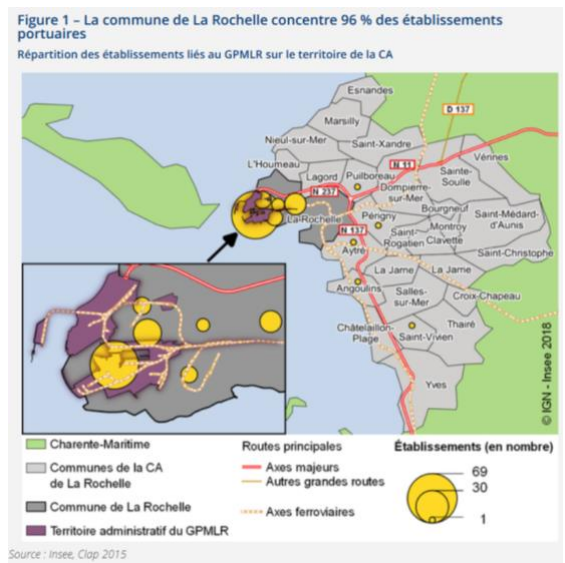 Figure 1 – La commune de La Rochelle concentre 96 % des établissements
portuaires
Répartition des établissements liés au GPMLR sur le territoire de la CA
Esnandes
D 137
Marsilly
Nieul-sur-Mer
Saint-Xandre
L'Houmeau
N 11
Vérines
Lagord
Puilboreau
Sainte-
Soulle
N 237
Dompierre-
sur-Mer
Bourgneuf
La Rochelle
Périgny
Saint-Médard-
d'Aunis
N 137
Saint-
Rogatien
Montroy
Clavette
Aytré
Saint-Christophe
La Jarne
La Jarrie
Angoulins
Salles-
sur-Mer
Croix-Chapeau
Châtelaillon-
Plage
Thairé
Saint-Vivien
Yves
© IGN - Insee 2018
Charente-Maritime
Communes de la CA
de La Rochelle
Commune de La Rochelle
Territoire administratif du GPMLR
Routes principales
Axes majeurs
Autres grandes routes
Axes ferroviaires
Établissements (en nombre)
69
30
1
Source : Insee, Clap 2015